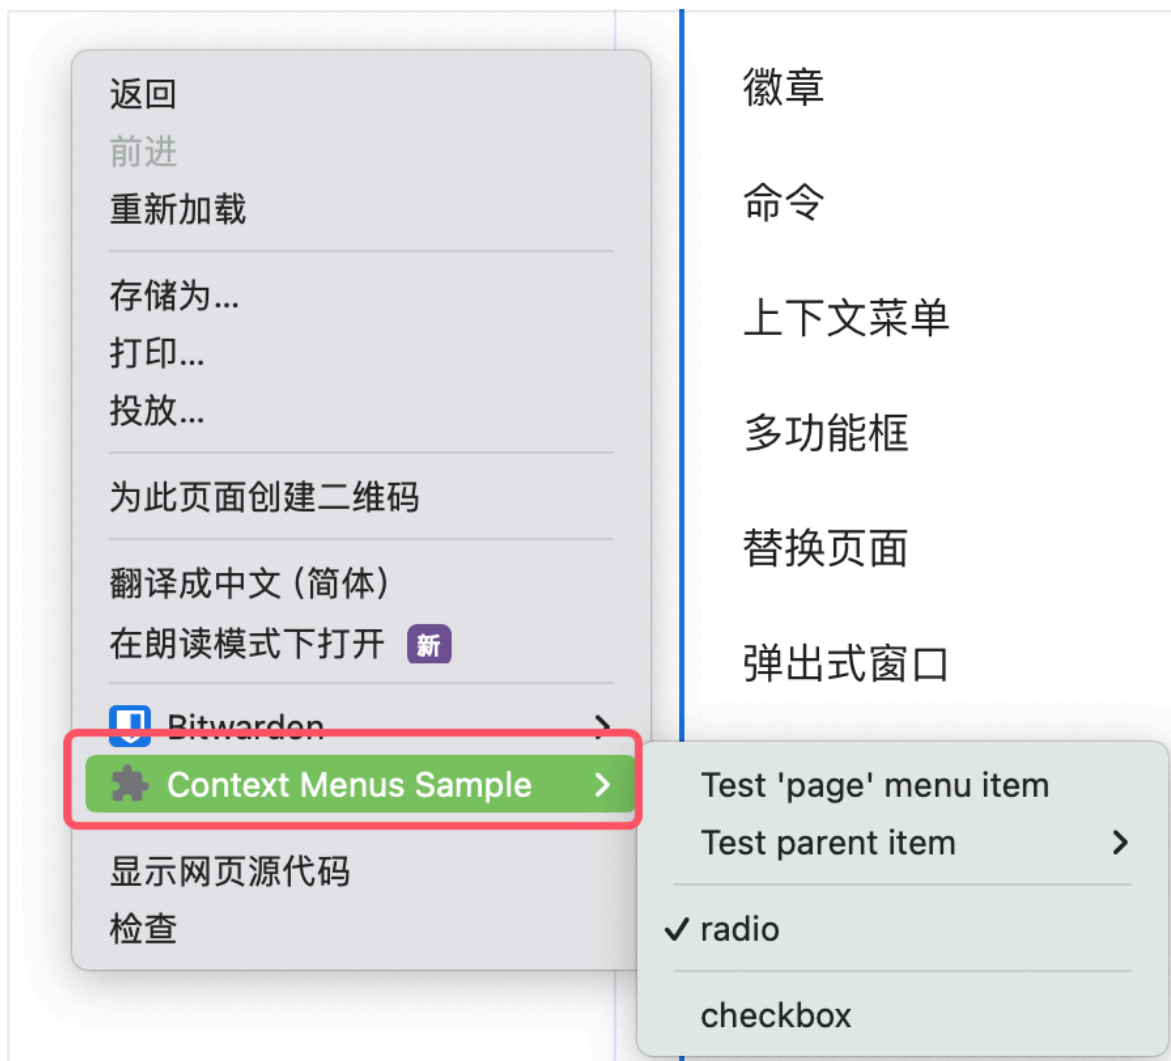 返回
前进
重新加载
存储为...
打印...
投放...
为此页面创建二维码
翻译成中文 (简体)
在朗读模式下打开 新
Bitwarden
Context Menus Sample
显示网页源代码
检查
徽章
命令
上下文菜单
多功能框
替换页面
弹出式窗口
Test 'page' menu item
Test parent item
radio
checkbox